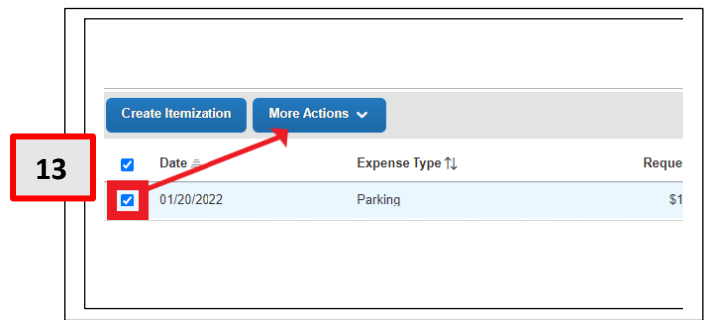 Create Itemization More Actions
13
Date Expense Type Reque
01/20/2022 Parking $1